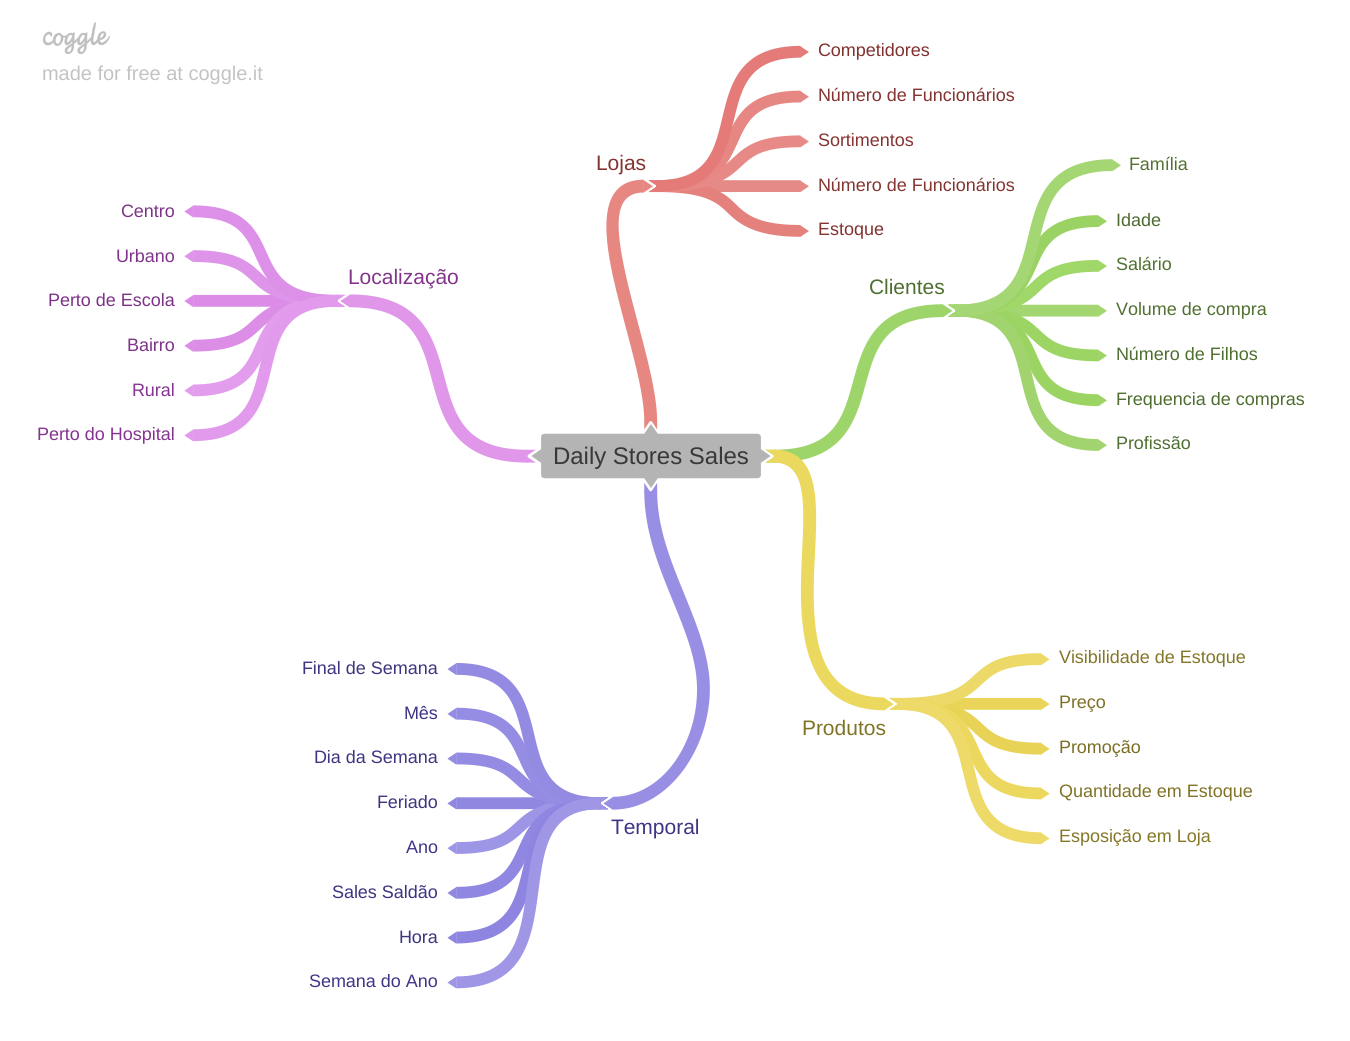 coggle
made for free at coggle.it
Daily Stores Sales
Lojas
Competidores
Número de Funcionários
Sortimentos
Número de Funcionários
Estoque
Clientes
Família
Idade
Salário
Volume de compra
Número de Filhos
Frequencia de compras
Profissão
Produtos
Visibilidade de Estoque
Preço
Promoção
Quantidade em Estoque
Esposição em Loja
Temporal
Final de Semana
Mês
Dia da Semana
Feriado
Ano
Sales Saldão
Hora
Semana do Ano
Localização
Centro
Urbano
Perto de Escola
Bairro
Rural
Perto do Hospital